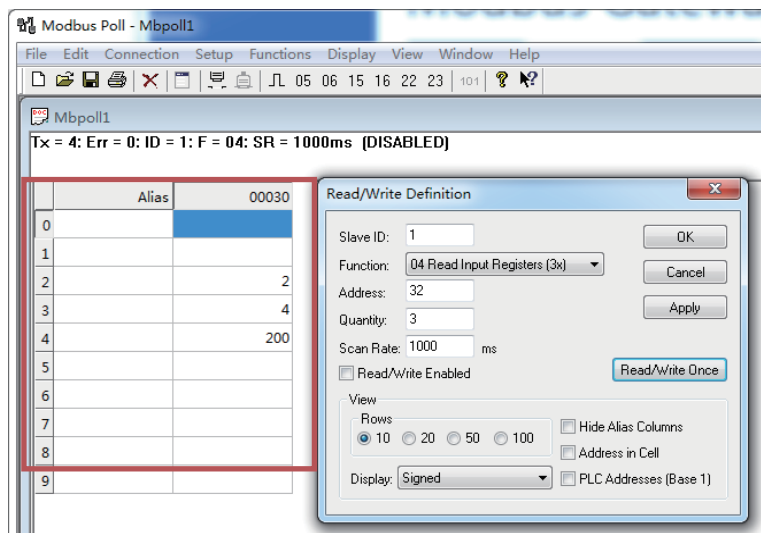 Modbus Poll - Mbpoll1
File Edit Connection Setup Functions Display View Window Help
05 06 15 16 22 23 101
Mbpoll1
Tx = 4: Err = 0: ID = 1: F = 04: SR = 1000ms (DISABLED)
Alias 00030
0
1
2 2
3 4
4 200
5
6
7
8
9
Read/Write Definition
Slave ID: 1 OK
Function: 04 Read Input Registers (3x) Cancel
Address: 32
Quantity: 3 Apply
Scan Rate: 1000 ms
Read/Write Enabled Read/Write Once
View
Rows
10 20 50 100 Hide Alias Columns
Address in Cell
Display: Signed PLC Addresses (Base 1)